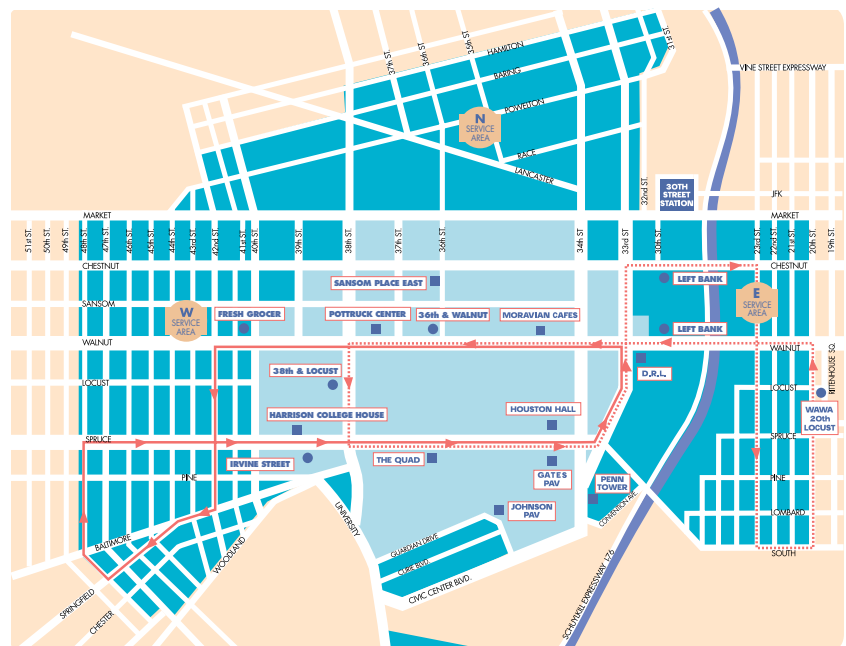 31st ST.
35th ST.
36th ST.
37th ST.
HAMILTON
BARING
POWELTON
VINE STREET EXPRESSWAY
N
SERVICE
AREA
RACE
LANCASTER
32nd ST.
30TH
STREET
STATION
JFK
MARKET
MARKET
51st ST.
50th ST.
49th ST.
48th ST.
47th ST.
46th ST.
45th ST.
44th ST.
43rd ST.
42nd ST.
41st ST.
40th ST.
39th ST.
38th ST.
37th ST.
36th ST.
34th ST.
33rd ST.
30th ST.
23rd ST.
22nd ST.
21st ST.
20th ST.
19th ST.
CHESTNUT
CHESTNUT
SANSOM PLACE EAST
LEFT BANK
E
SERVICE
AREA
SANSOM
W
SERVICE
AREA
FRESH GROCER
POTTRUCK CENTER
36th & WALNUT
MORAVIAN CAFES
LEFT BANK
WALNUT
WALNUT
RITTENHOUSE SQ.
38th & LOCUST
D.R.L.
LOCUST
LOCUST
HARRISON COLLEGE HOUSE
HOUSTON HALL
WAWA
20th
LOCUST
SPRUCE
SPRUCE
IRVINE STREET
THE QUAD
GATES
PAV
PINE
PINE
PENN
TOWER
JOHNSON
PAV
CONVENTION AVE.
LOMBARD
UNIVERSITY
BALTIMORE
WOODLAND
GUARDIAN DRIVE
CURIE BLVD.
CIVIC CENTER BLVD.
SOUTH
SPRINGFIELD
CHESTER
SCHUYLKILL EXPRESSWAY I-76